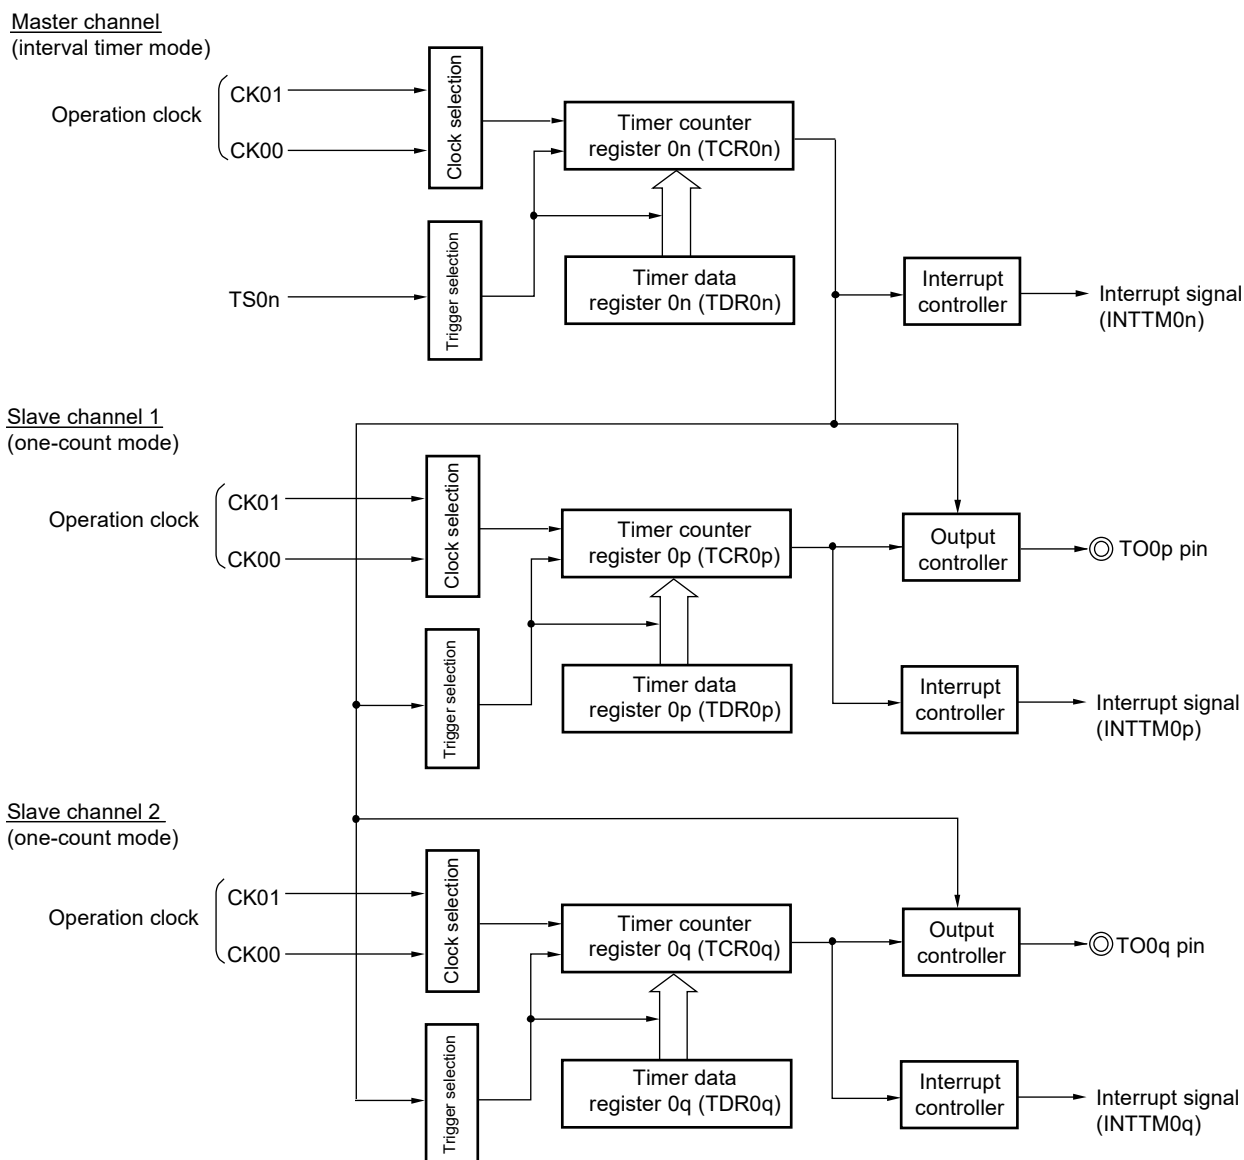 Master channel
(interval timer mode)
Operation clock
CK01
CK00
Clock selection
Timer counter
register 0n (TCR0n)
TS0n
Trigger selection
Timer data
register 0n (TDR0n)
Interrupt
controller
Interrupt signal
(INTTM0n)
Slave channel 1
(one-count mode)
Operation clock
CK01
CK00
Clock selection
Timer counter
register 0p (TCR0p)
Output
controller
TO0p pin
Trigger selection
Timer data
register 0p (TDR0p)
Interrupt
controller
Interrupt signal
(INTTM0p)
Slave channel 2
(one-count mode)
Operation clock
CK01
CK00
Clock selection
Timer counter
register 0q (TCR0q)
Output
controller
TO0q pin
Trigger selection
Timer data
register 0q (TDR0q)
Interrupt
controller
Interrupt signal
(INTTM0q)